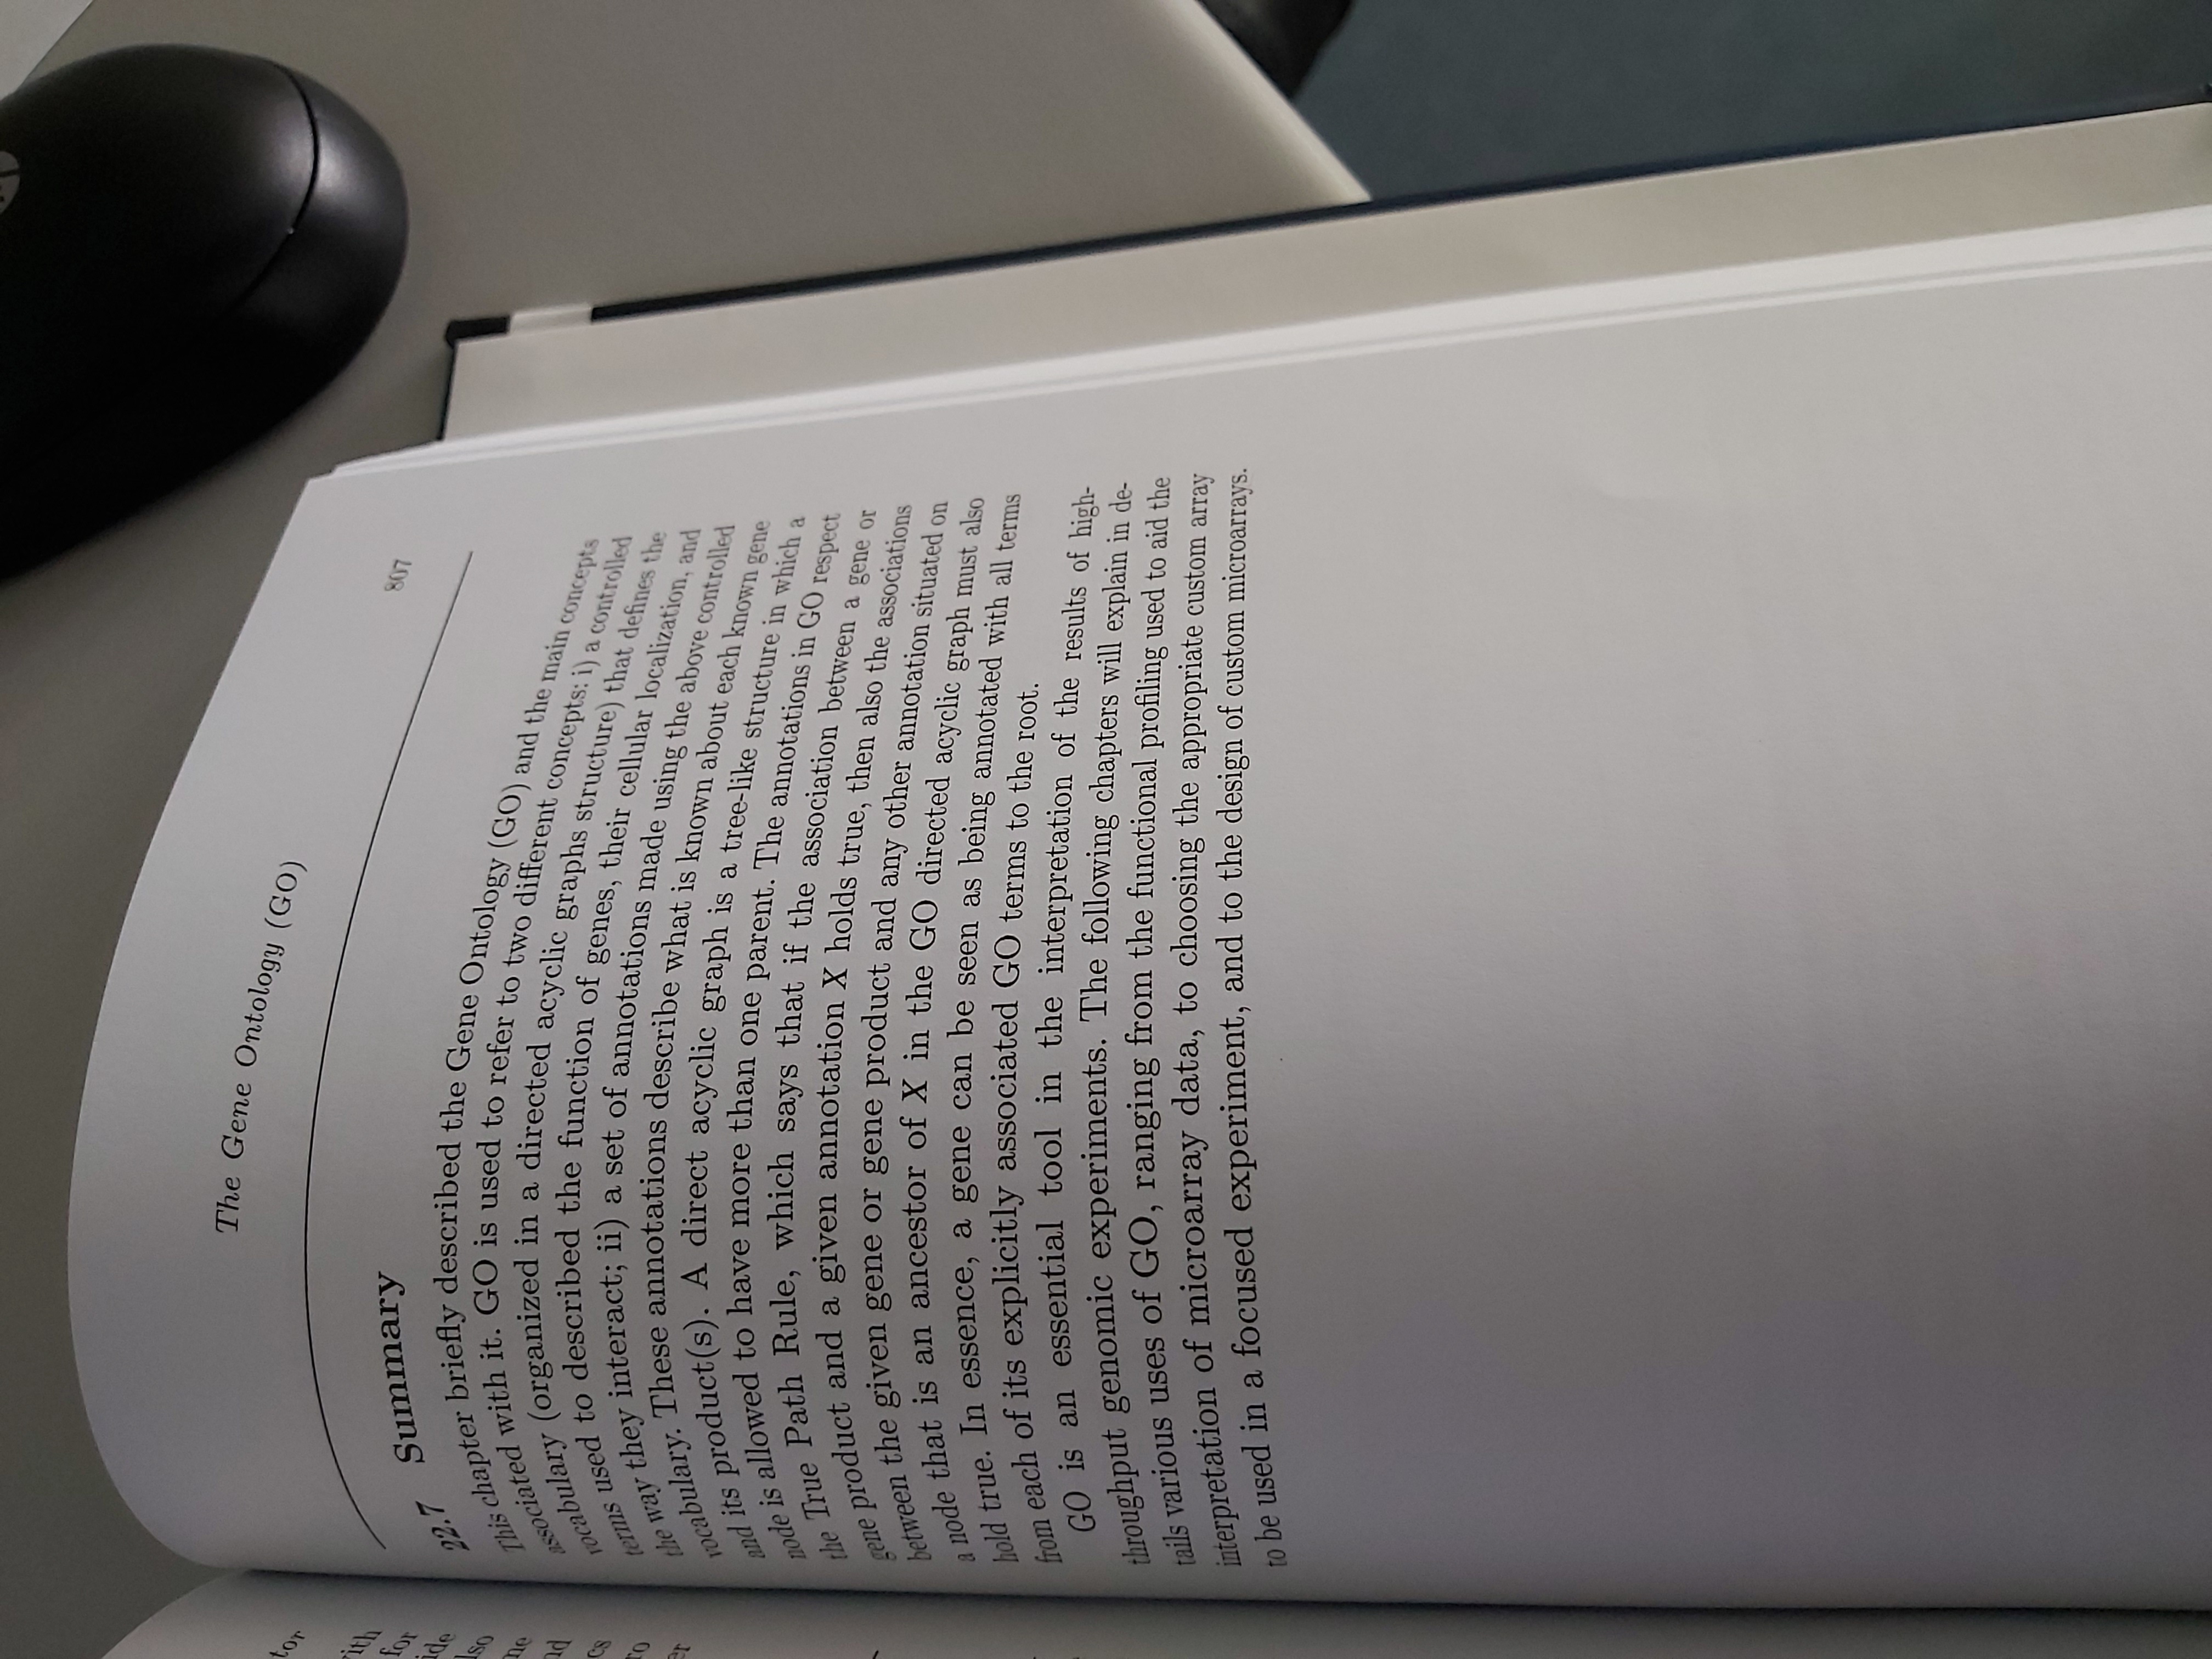 tor
ith
for
ide
lso
me
nd
cs
ro
er
The Gene Ontology (GO)
807
22.7 Summary
This chapter briefly described the Gene Ontology (GO) and the main concepts
associated with it. GO is used to refer to two different concepts: i) a controlled
vocabulary (organized in a directed acyclic graphs structure) that defines the
terms used to described the function of genes, their cellular localization, and
the way they interact; ii) a set of annotations made using the above controlled
vocabulary. These annotations describe what is known about each known gene
and its product(s). A direct acyclic graph is a tree-like structure in which a
node is allowed to have more than one parent. The annotations in GO respect
the True Path Rule, which says that if the association between a gene or
gene product and a given annotation X holds true, then also the associations
between the given gene or gene product and any other annotation situated on
a node that is an ancestor of X in the GO directed acyclic graph must also
hold true. In essence, a gene can be seen as being annotated with all terms
from each of its explicitly associated GO terms to the root.
GO is an essential tool in the interpretation of the results of high-
throughput genomic experiments. The following chapters will explain in de-
tails various uses of GO, ranging from the functional profiling used to aid the
interpretation of microarray data, to choosing the appropriate custom array
to be used in a focused experiment, and to the design of custom microarrays.